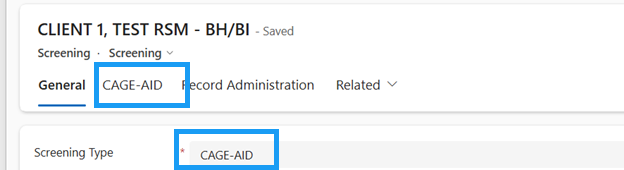 CLIENT 1, TEST RSM - BH/BI - Saved
Screening · Screening
General CAGE-AID Record Administration Related
Screening Type * CAGE-AID